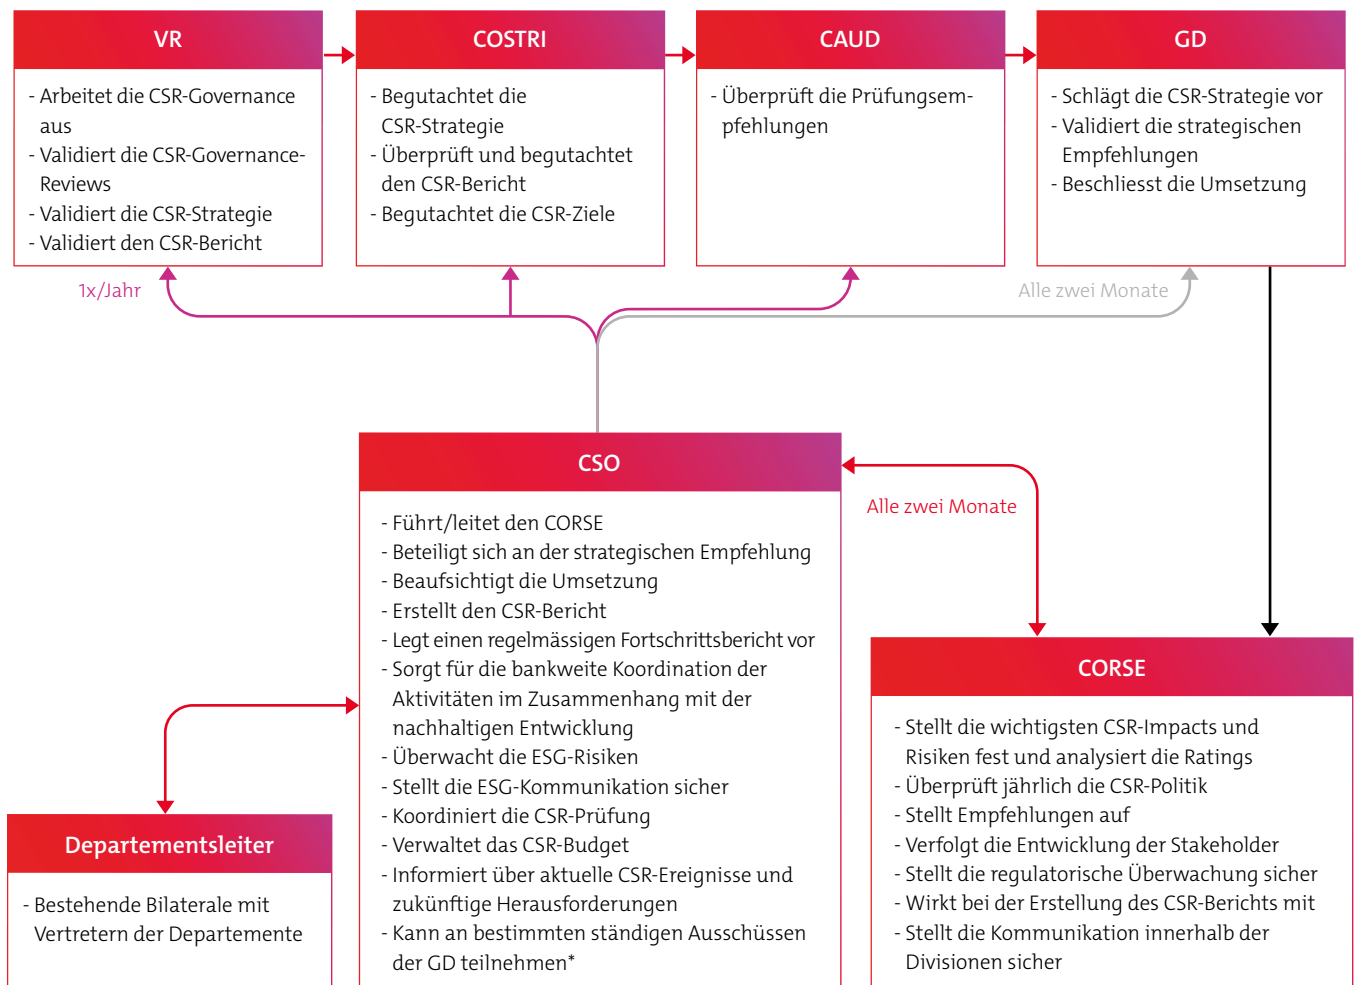 VR
- Arbeitet die CSR-Governance
aus
- Validiert die CSR-Governance-
Reviews
- Validiert die CSR-Strategie
- Validiert den CSR-Bericht
COSTRI
- Begutachtet die
CSR-Strategie
- Überprüft und begutachtet
den CSR-Bericht
- Begutachtet die CSR-Ziele
CAUD
- Überprüft die Prüfungsem-
pfehlungen
GD
- Schlägt die CSR-Strategie vor
- Validiert die strategischen
Empfehlungen
- Beschliesst die Umsetzung
1x/Jahr
Alle zwei Monate
CSO
- Führt/leitet den CORSE
- Beteiligt sich an der strategischen Empfehlung
- Beaufsichtigt die Umsetzung
- Erstellt den CSR-Bericht
- Legt einen regelmässigen Fortschrittsbericht vor
- Sorgt für die bankweite Koordination der
Aktivitäten im Zusammenhang mit der
nachhaltigen Entwicklung
- Überwacht die ESG-Risiken
- Stellt die ESG-Kommunikation sicher
- Koordiniert die CSR-Prüfung
- Verwaltet das CSR-Budget
- Informiert über aktuelle CSR-Ereignisse und
zukünftige Herausforderungen
- Kann an bestimmten ständigen Ausschüssen
der GD teilnehmen*
Alle zwei Monate
CORSE
- Stellt die wichtigsten CSR-Impacts und
Risiken fest und analysiert die Ratings
- Überprüft jährlich die CSR-Politik
- Stellt Empfehlungen auf
- Verfolgt die Entwicklung der Stakeholder
- Stellt die regulatorische Überwachung sicher
- Wirkt bei der Erstellung des CSR-Berichts mit
- Stellt die Kommunikation innerhalb der
Divisionen sicher
Departementsleiter
- Bestehende Bilaterale mit
Vertretern der Departemente